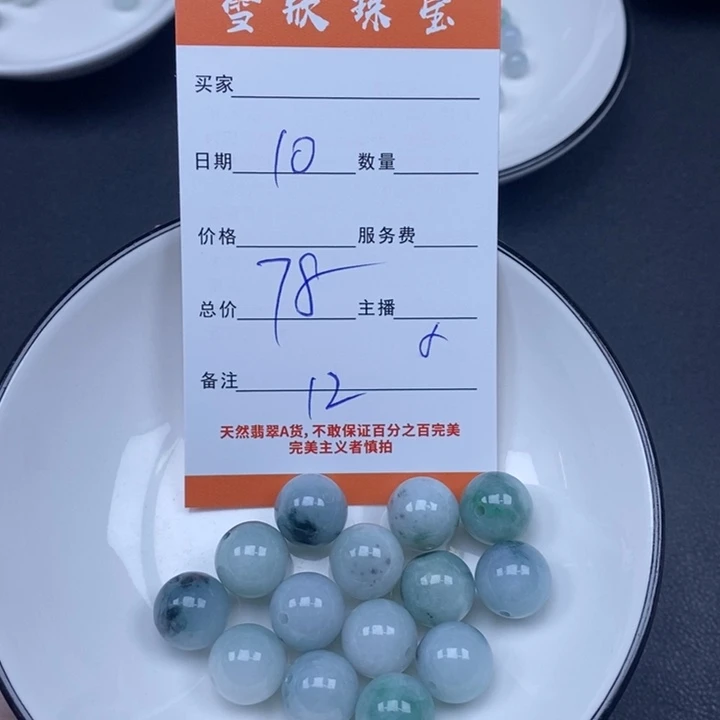 雪欣珠宝
买家
日期 10 数量
价格 服务费
78
总价 主播
8
备注 12
天然翡翠A货,不敢保证百分之百完美
完美主义者慎拍